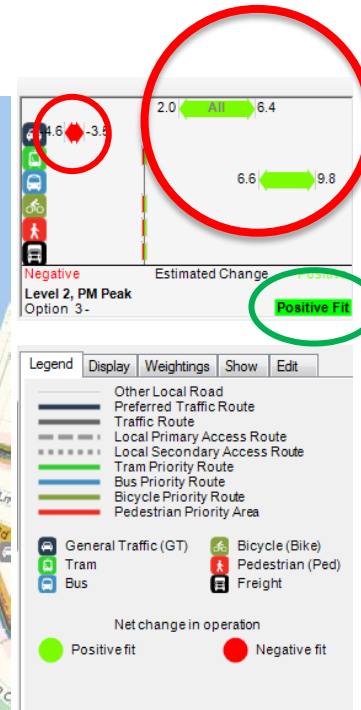 2.0 All 6.4
4.6 -3.5
6.6 9.8
Negative Estimated Change Positive
Level 2, PM Peak
Option 3 - Positive Fit
Legend Display Weightings Show Edit
Other Local Road
Preferred Traffic Route
Traffic Route
Local Primary Access Route
Local Secondary Access Route
Tram Priority Route
Bus Priority Route
Bicycle Priority Route
Pedestrian Priority Area
General Traffic (GT) Bicycle (Bike)
Tram Pedestrian (Ped)
Bus Freight
Net change in operation
Positive fit Negative fit